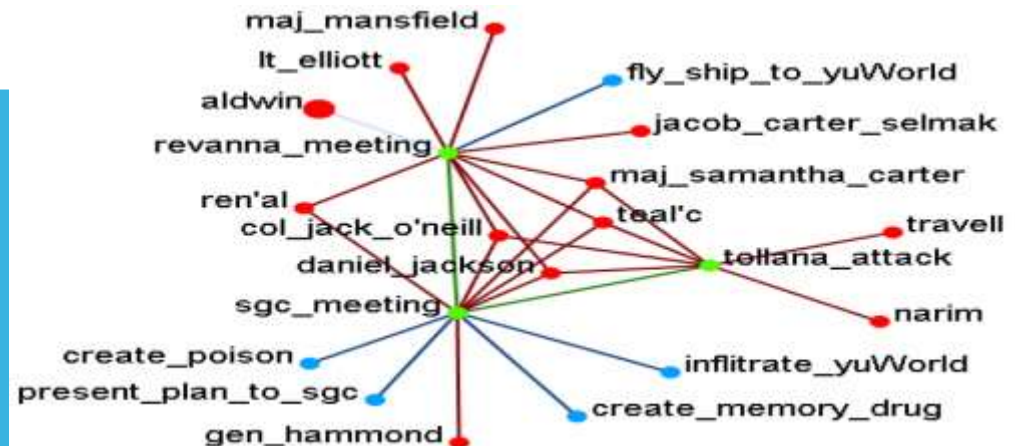 maj_mansfield
lt_elliott
fly_ship_to_yuWorld
aldwin
jacob_carter_selmak
revanna_meeting
maj_samantha_carter
ren'al
teal'c
travell
col_jack_o'neill
tollana_attack
daniel_jackson
sgc_meeting
narim
create_poison
inflitrate_yuWorld
present_plan_to_sgc
create_memory_drug
gen_hammond